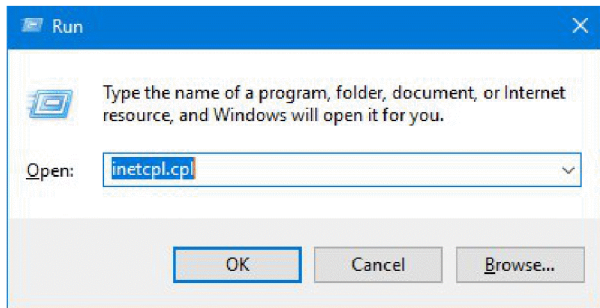 Run
Type the name of a program, folder, document, or Internet
resource, and Windows will open it for you.
Open: inetcpl.cpl
OK Cancel Browse...